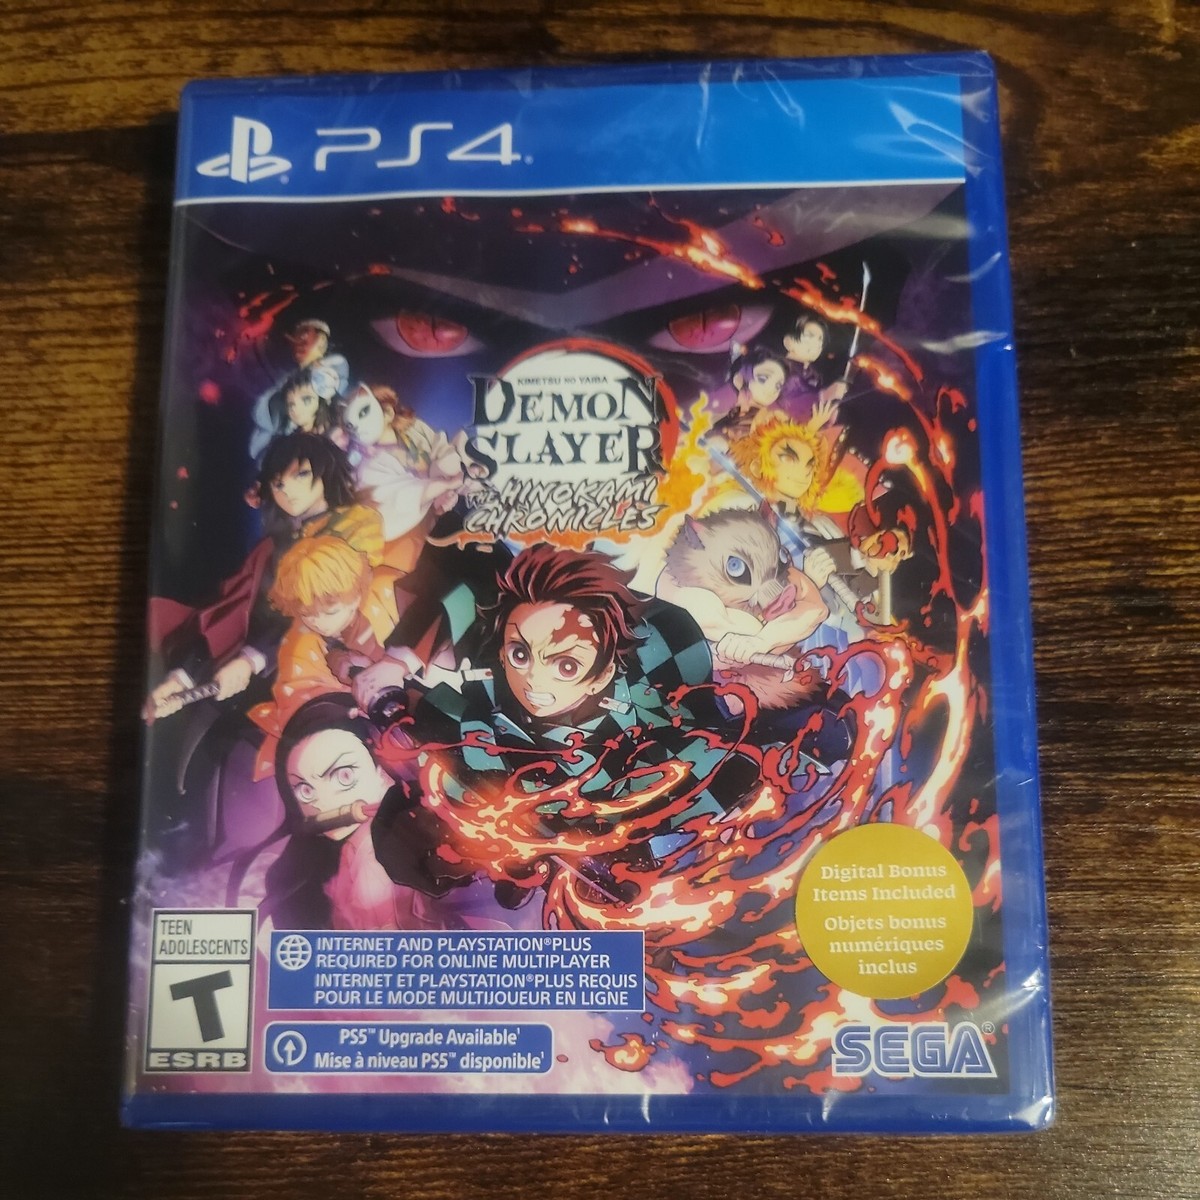 PS4
KIMETSU NO YAIBA
DEMON
SLAYER
THE HINOKAMI
CHRONICLES
Digital Bonus
Items Included
Objets bonus
numériques
inclus
TEEN
ADOLESCENTS
T
ESRB
INTERNET AND PLAYSTATION®PLUS
REQUIRED FOR ONLINE MULTIPLAYER
INTERNET ET PLAYSTATION®PLUS REQUIS
POUR LE MODE MULTIJOUEUR EN LIGNE
PS5™ Upgrade Available¹
Mise à niveau PS5™ disponible¹
SEGA®